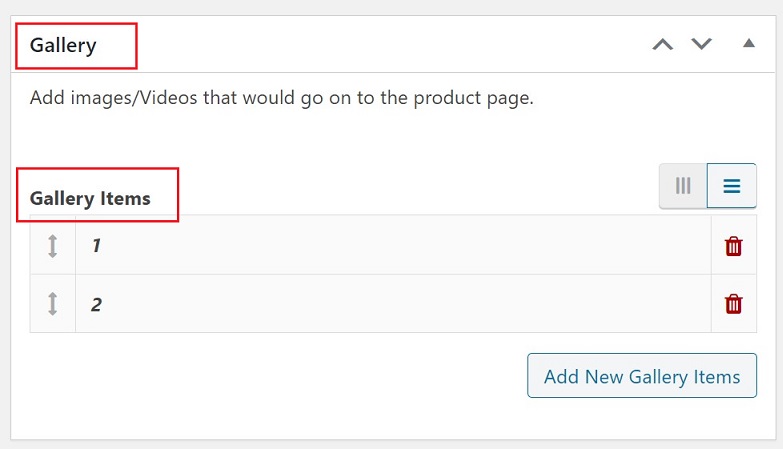 Gallery
Add images/Videos that would go on to the product page.
Gallery Items
1
2
Add New Gallery Items